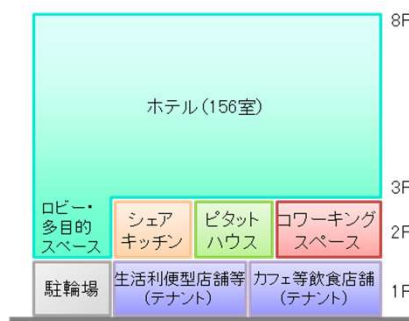 8F
ホテル(156室)
3F
ロビー・
多目的
スペース
シェア
キッチン
ピタット
ハウス
コワーキング
スペース
2F
駐輪場
生活利便型店舗等
(テナント)
カフェ等飲食店舗
(テナント)
1F